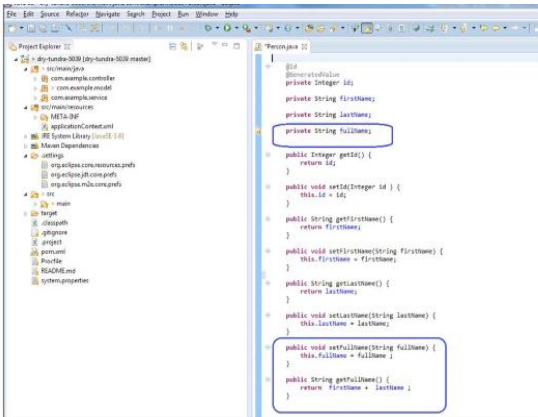 File Edit Source Refactor Navigate Search Project Run Window Help
Project Explorer
> dry-tundra-5039 [dry-tundra-5039 master]
> src/main/java
> com.example.controller
> com.example.model
com.example.service
src/main/resources
META-INF
applicationContext.xml
JRE System Library [JavaSE-1.6]
Maven Dependencies
.settings
org.eclipse.core.resources.prefs
org.eclipse.jdt.core.prefs
org.eclipse.m2e.core.prefs
> src
> main
target
.classpath
.gitignore
.project
pom.xml
Procfile
README.md
system.properties
*Person.java
@Id
@GeneratedValue
private Integer id;
private String firstName;
private String lastName;
private String fullName;
public Integer getId() {
return id;
}
public void setId(Integer id ) {
this.id = id;
}
public String getFirstName() {
return firstName;
}
public void setFirstName(String firstName) {
this.firstName = firstName;
}
public String getLastName() {
return lastName;
}
public void setLastName(String lastName) {
this.lastName = lastName;
}
public void setFullName(String fullName) {
this.fullName = fullName ;
}
public String getFullName() {
return firstName + lastName ;
}